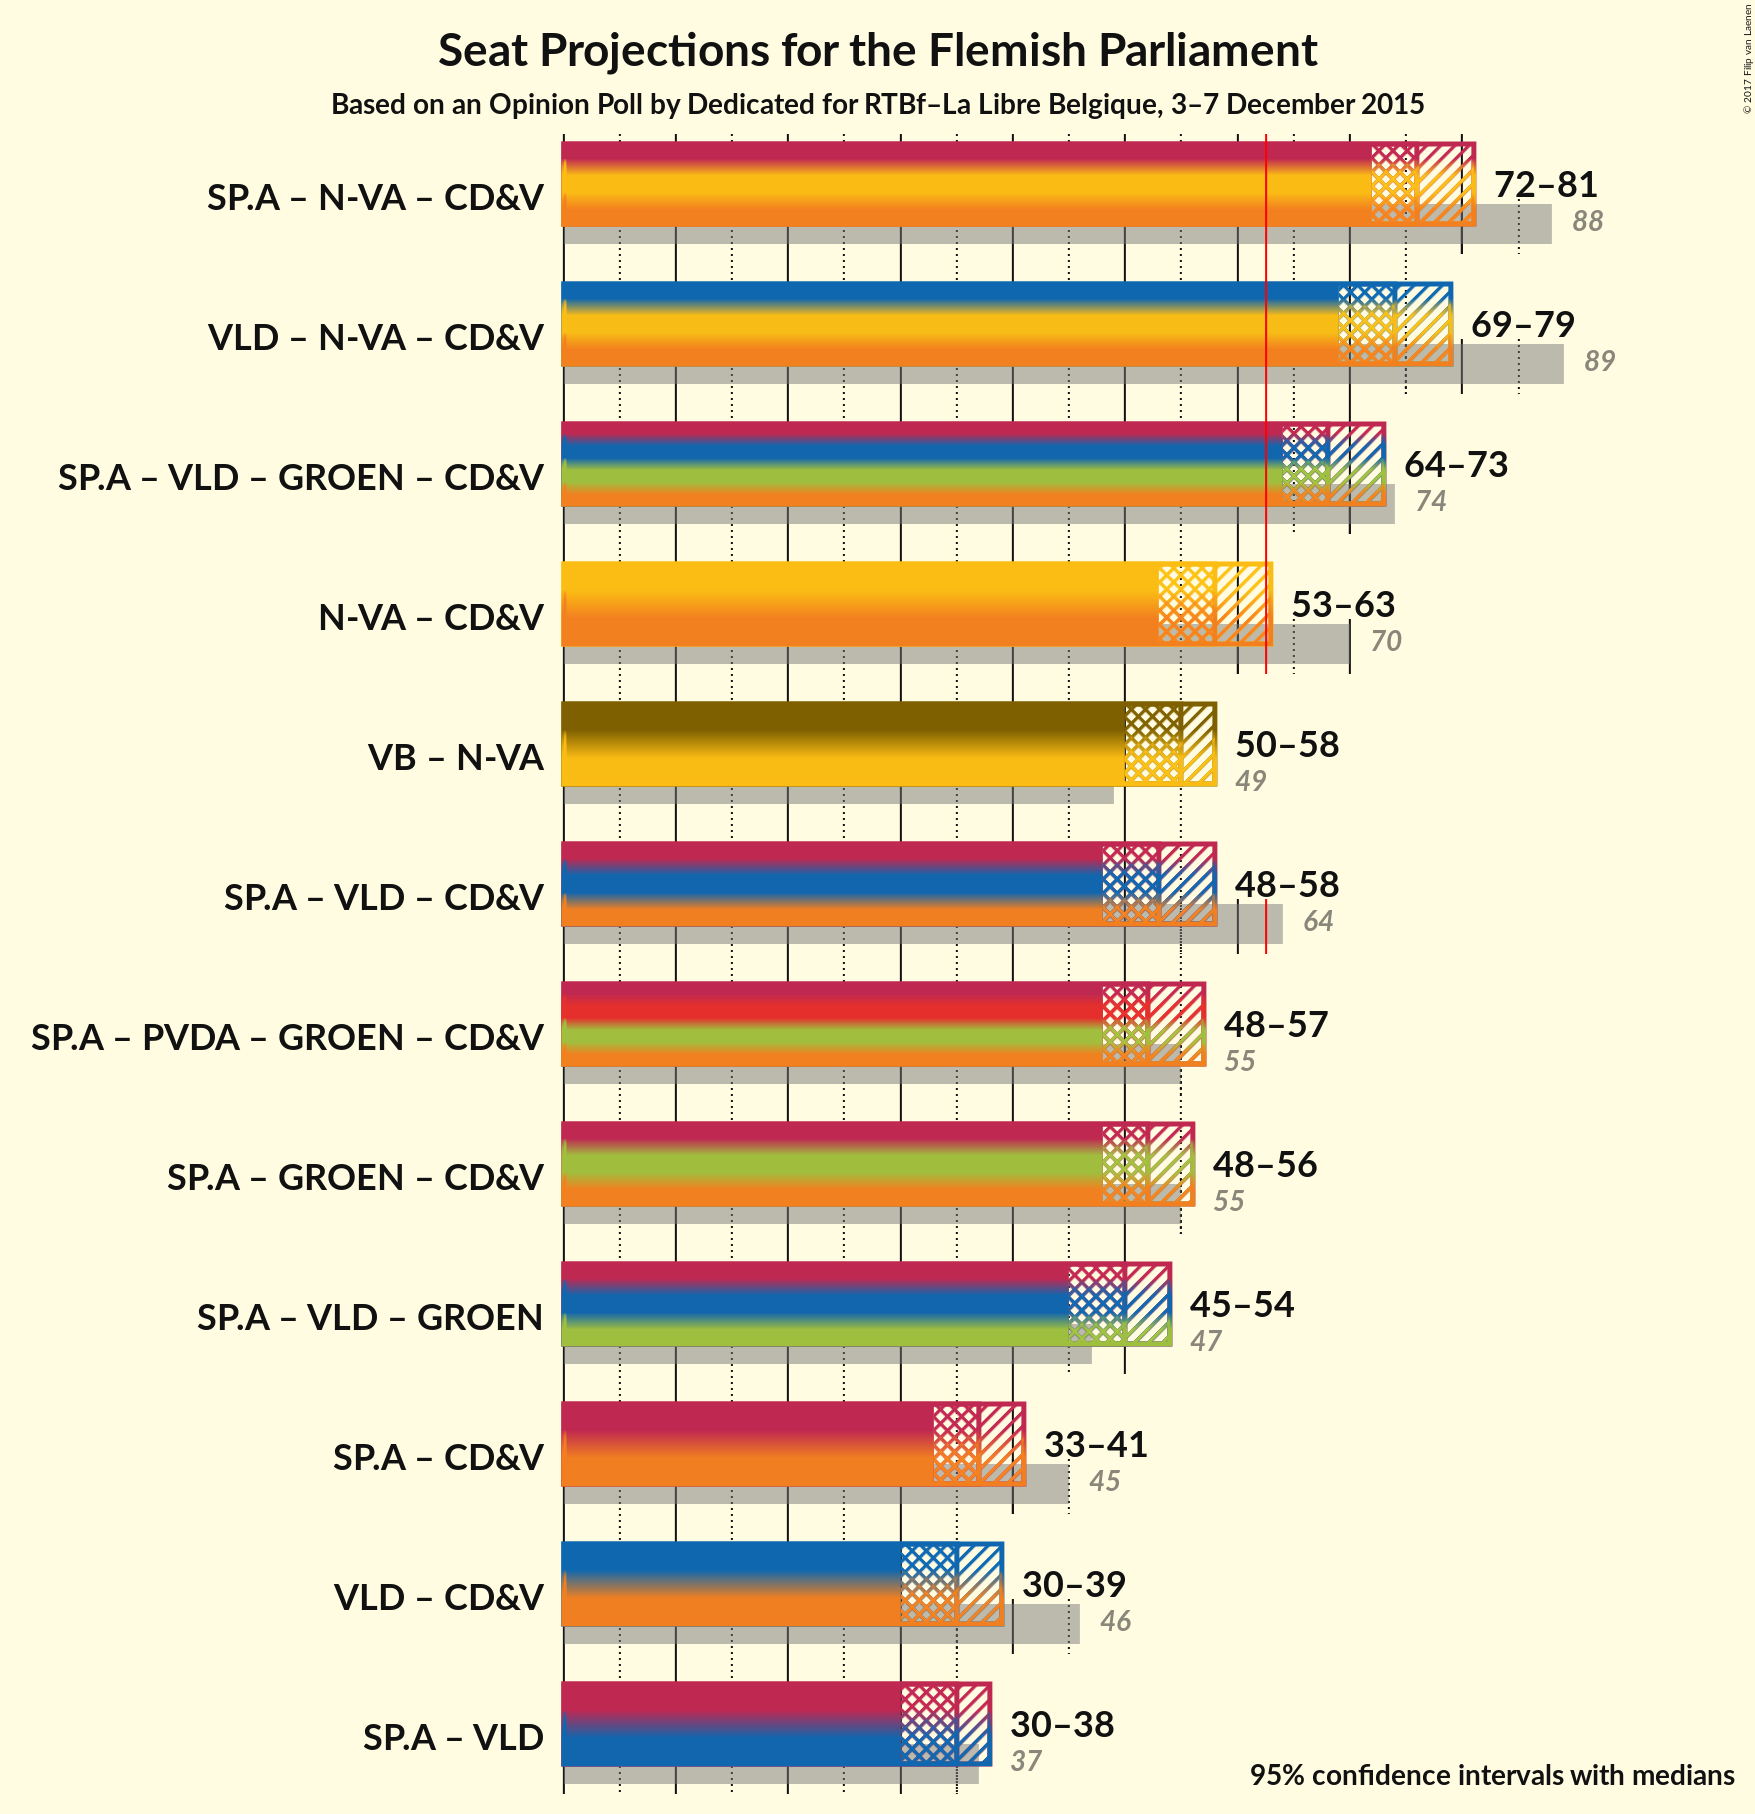 © 2017 Filip van Laenen
Seat Projections for the Flemish Parliament
Based on an Opinion Poll by Dedicated for RTBf–La Libre Belgique, 3–7 December 2015
SP.A – N-VA – CD&V
72–81
88
VLD – N-VA – CD&V
69–79
89
SP.A – VLD – GROEN – CD&V
64–73
74
N-VA – CD&V
53–63
70
VB – N-VA
50–58
49
SP.A – VLD – CD&V
48–58
64
SP.A – PVDA – GROEN – CD&V
48–57
55
SP.A – GROEN – CD&V
48–56
55
SP.A – VLD – GROEN
45–54
47
SP.A – CD&V
33–41
45
VLD – CD&V
30–39
46
SP.A – VLD
30–38
37
95% confidence intervals with medians